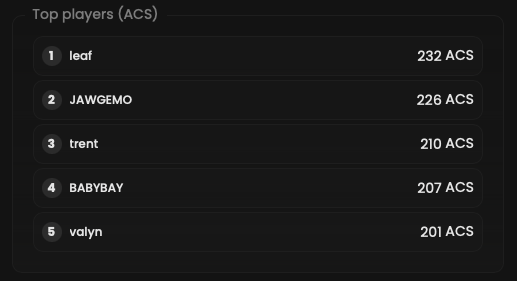 Top players (ACS)
1 leaf 232 ACS
2 JAWGEMO 226 ACS
3 trent 210 ACS
4 BABYBAY 207 ACS
5 valyn 201 ACS